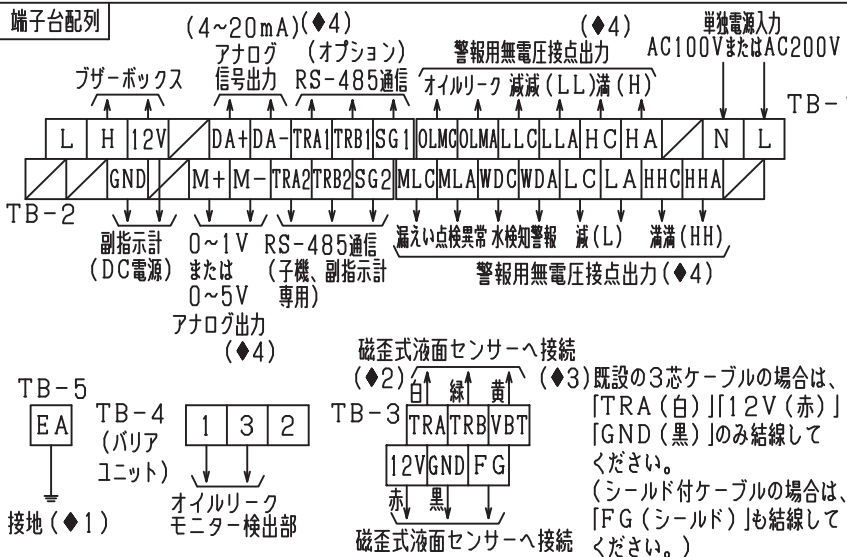 端子台配列
(4~20mA)(◆4)
(◆4)
単独電源入力
アナログ
(オプション)
警報用無電圧接点出力
AC100VまたはAC200V
ブザーボックス
信号出力
RS-485通信
オイルリーク 減減(LL)満(H)
TB-
L H 12V DA+ DA- TRA1 TRB1 SG1 OLMC OLMA LLC LLA HC HA N L
GND M+ M- TRA2 TRB2 SG2 MLC MLA WDC WDA LC LA HHC HHA
TB-2
副指示計
(DC電源)
0~1V
または
0~5V
アナログ出力
(◆4)
RS-485通信
(子機、副指示計
専用)
漏えい点検異常 水検知警報 減(L) 満満(HH)
警報用無電圧接点出力(◆4)
TB-5
EA
接地(◆1)
TB-4
(バリア
ユニット)
1 3 2
オイルリーク
モニター検出部
磁歪式液面センサーへ接続
(◆2) 白 緑 黄
TB-3
TRA TRB VBT
12V GND FG
赤 黒
磁歪式液面センサーへ接続
(◆3)既設の3芯ケーブルの場合は、
「TRA(白)」「12V(赤)」
「GND(黒)」のみ結線して
ください。
(シールド付ケーブルの場合は、
「FG(シールド)」も結線して
ください。)